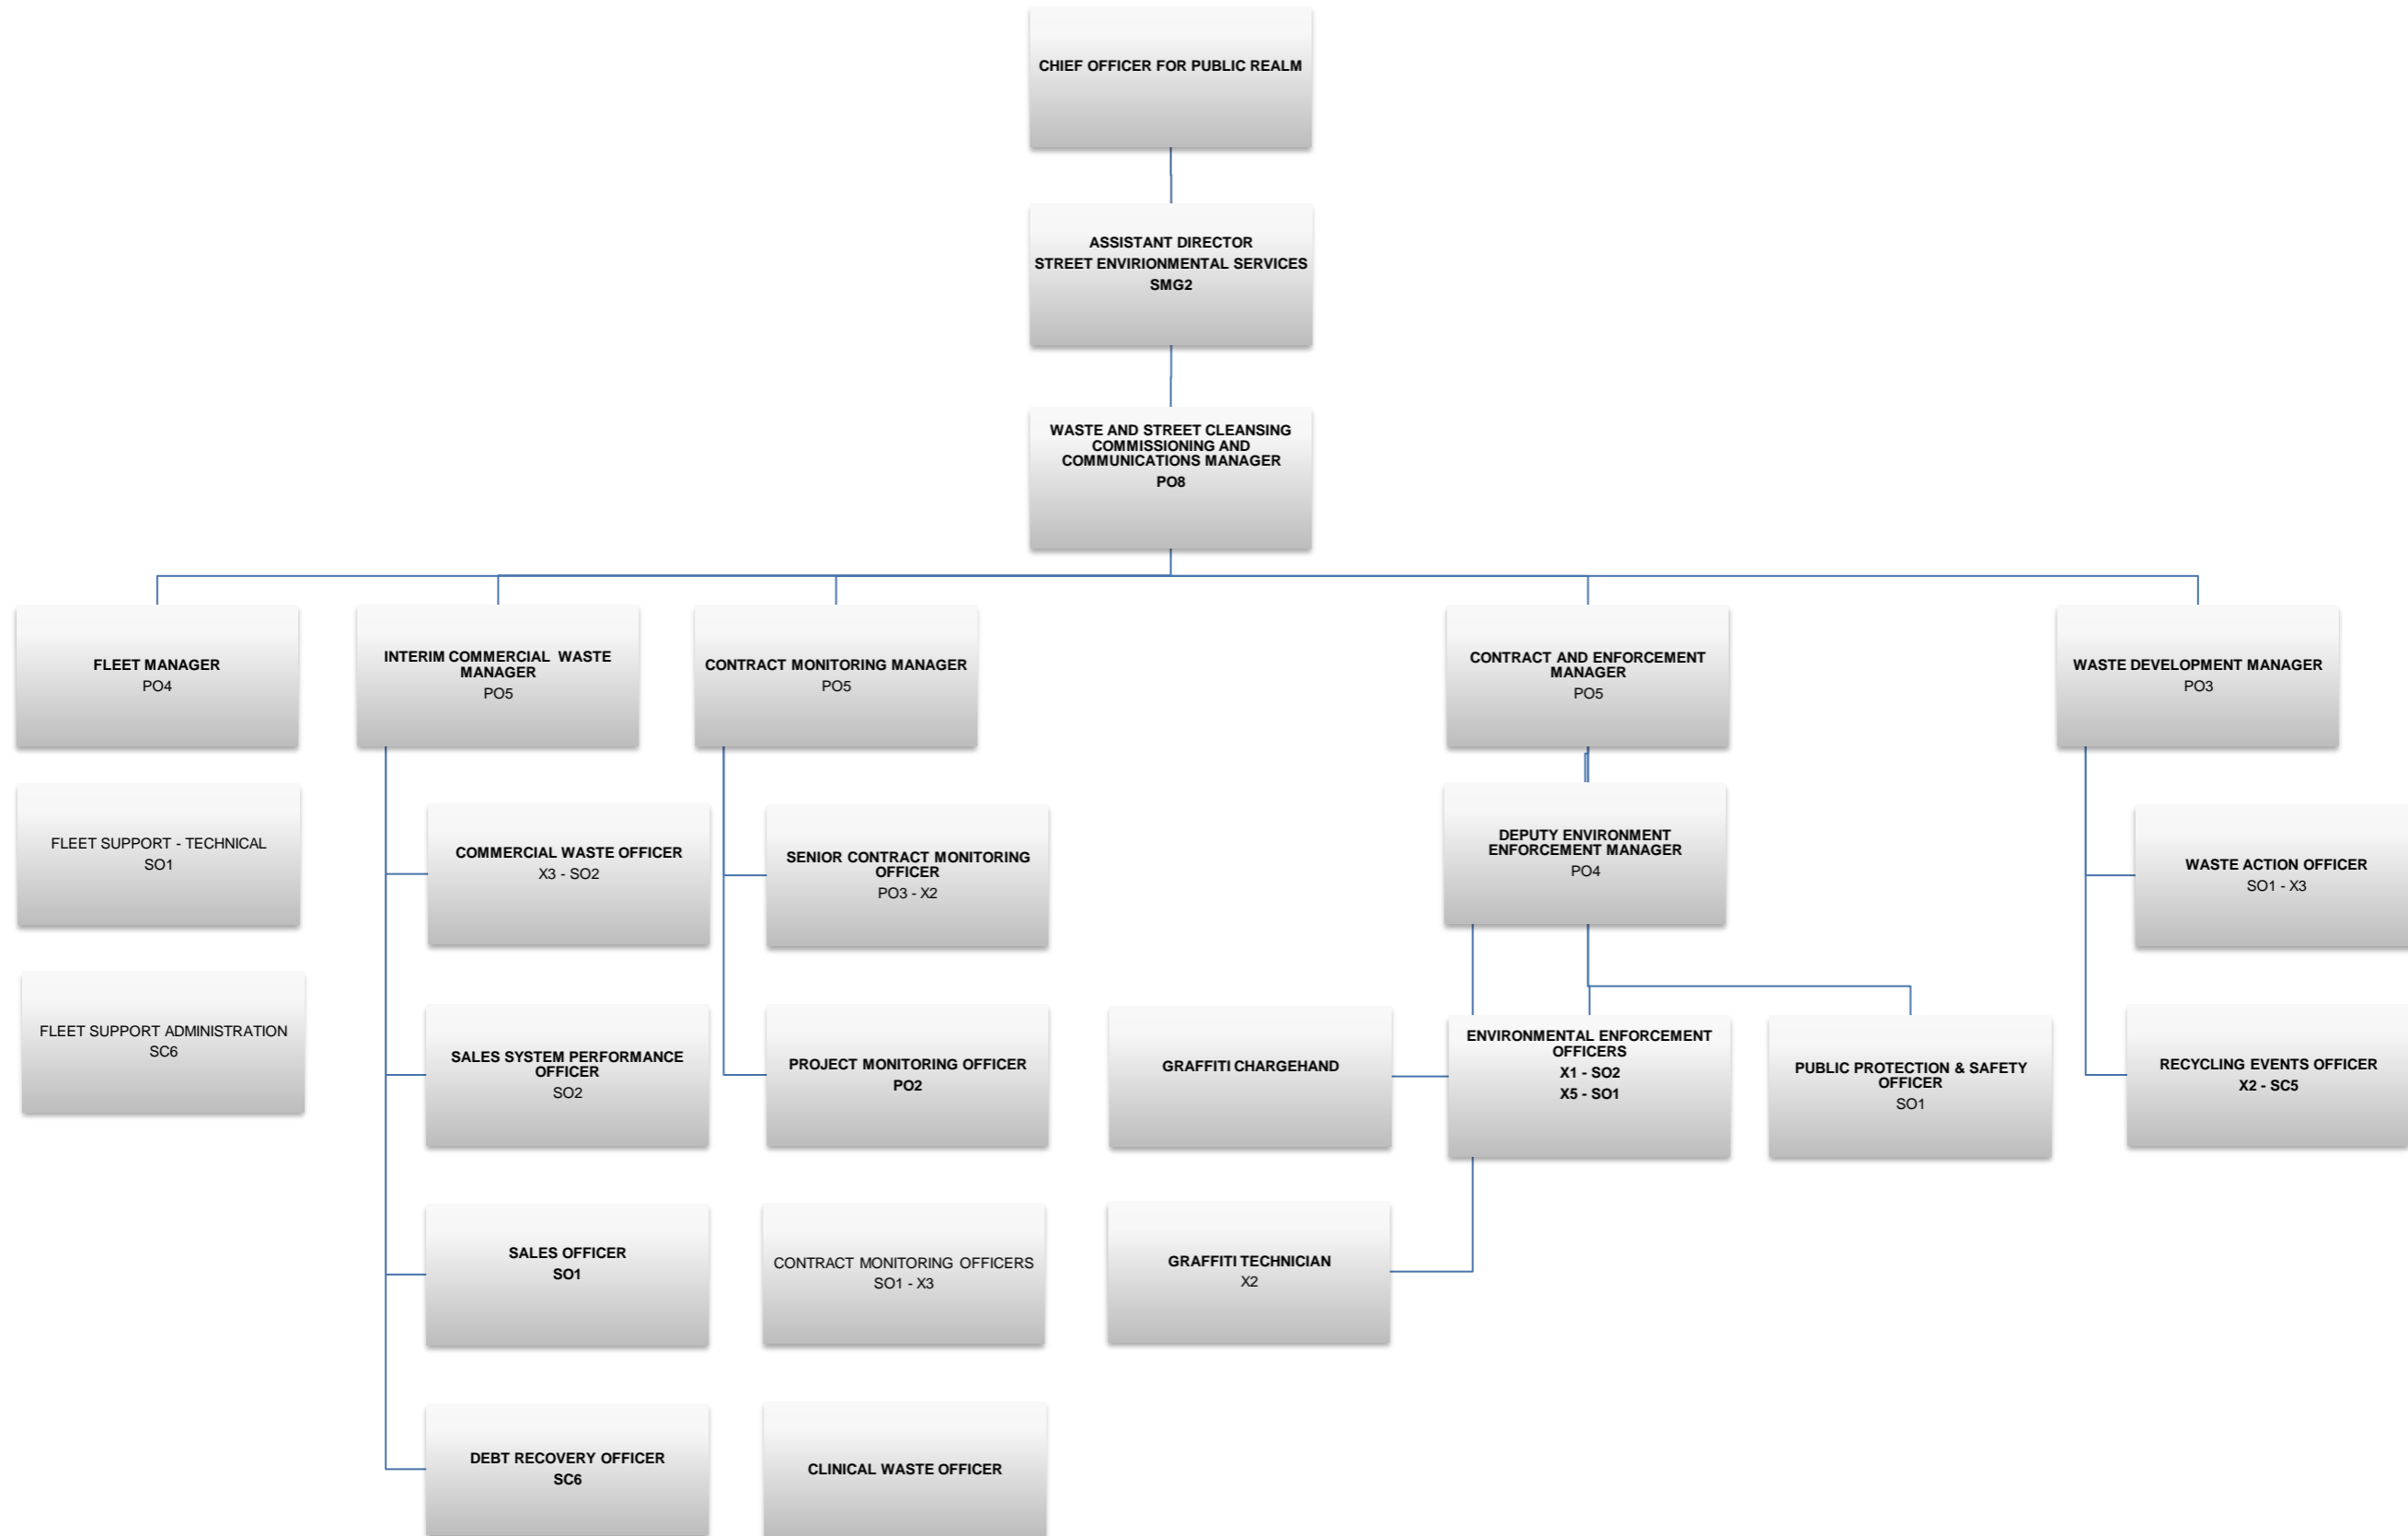 CHIEF OFFICER FOR PUBLIC REALM
ASSISTANT DIRECTOR
STREET ENVIRIONMENTAL SERVICES
SMG2
WASTE AND STREET CLEANSING
COMMISSIONING AND
COMMUNICATIONS MANAGER
PO8
FLEET MANAGER
PO4
INTERIM COMMERCIAL WASTE
MANAGER
PO5
CONTRACT MONITORING MANAGER
PO5
CONTRACT AND ENFORCEMENT
MANAGER
PO5
WASTE DEVELOPMENT MANAGER
PO3
FLEET SUPPORT - TECHNICAL
SO1
COMMERCIAL WASTE OFFICER
X3 - SO2
SENIOR CONTRACT MONITORING
OFFICER
PO3 - X2
DEPUTY ENVIRONMENT
ENFORCEMENT MANAGER
PO4
WASTE ACTION OFFICER
SO1 - X3
FLEET SUPPORT ADMINISTRATION
SC6
SALES SYSTEM PERFORMANCE
OFFICER
SO2
PROJECT MONITORING OFFICER
PO2
GRAFFITI CHARGEHAND
ENVIRONMENTAL ENFORCEMENT
OFFICERS
X1 - SO2
X5 - SO1
PUBLIC PROTECTION & SAFETY
OFFICER
SO1
RECYCLING EVENTS OFFICER
X2 - SC5
SALES OFFICER
SO1
CONTRACT MONITORING OFFICERS
SO1 - X3
GRAFFITI TECHNICIAN
X2
DEBT RECOVERY OFFICER
SC6
CLINICAL WASTE OFFICER